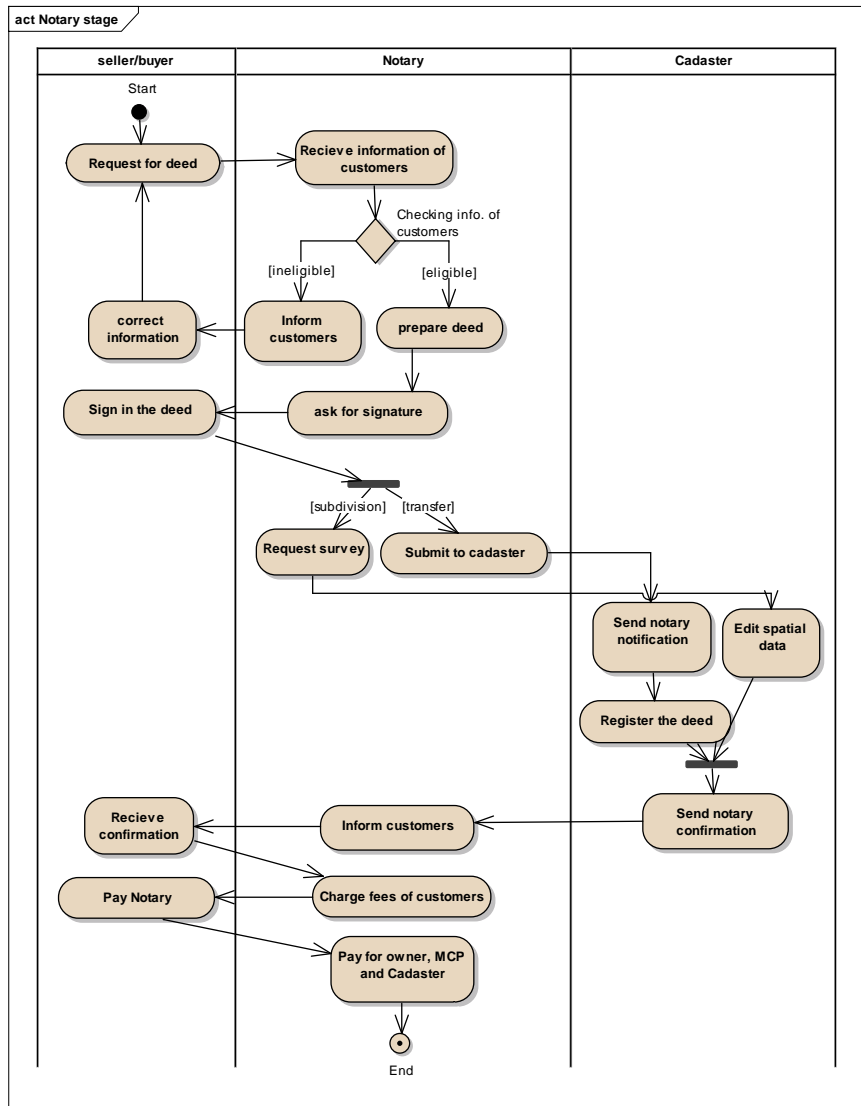 act Notary stage
seller/buyer
Notary
Cadaster
Start
Request for deed
Recieve information of
customers
Checking info. of
customers
[ineligible]
[eligible]
correct
information
Inform
customers
prepare deed
Sign in the deed
ask for signature
[subdivision]
[transfer]
Request survey
Submit to cadaster
Send notary
notification
Edit spatial
data
Register the deed
Recieve
confirmation
Inform customers
Send notary
confirmation
Pay Notary
Charge fees of customers
Pay for owner, MCP
and Cadaster
End